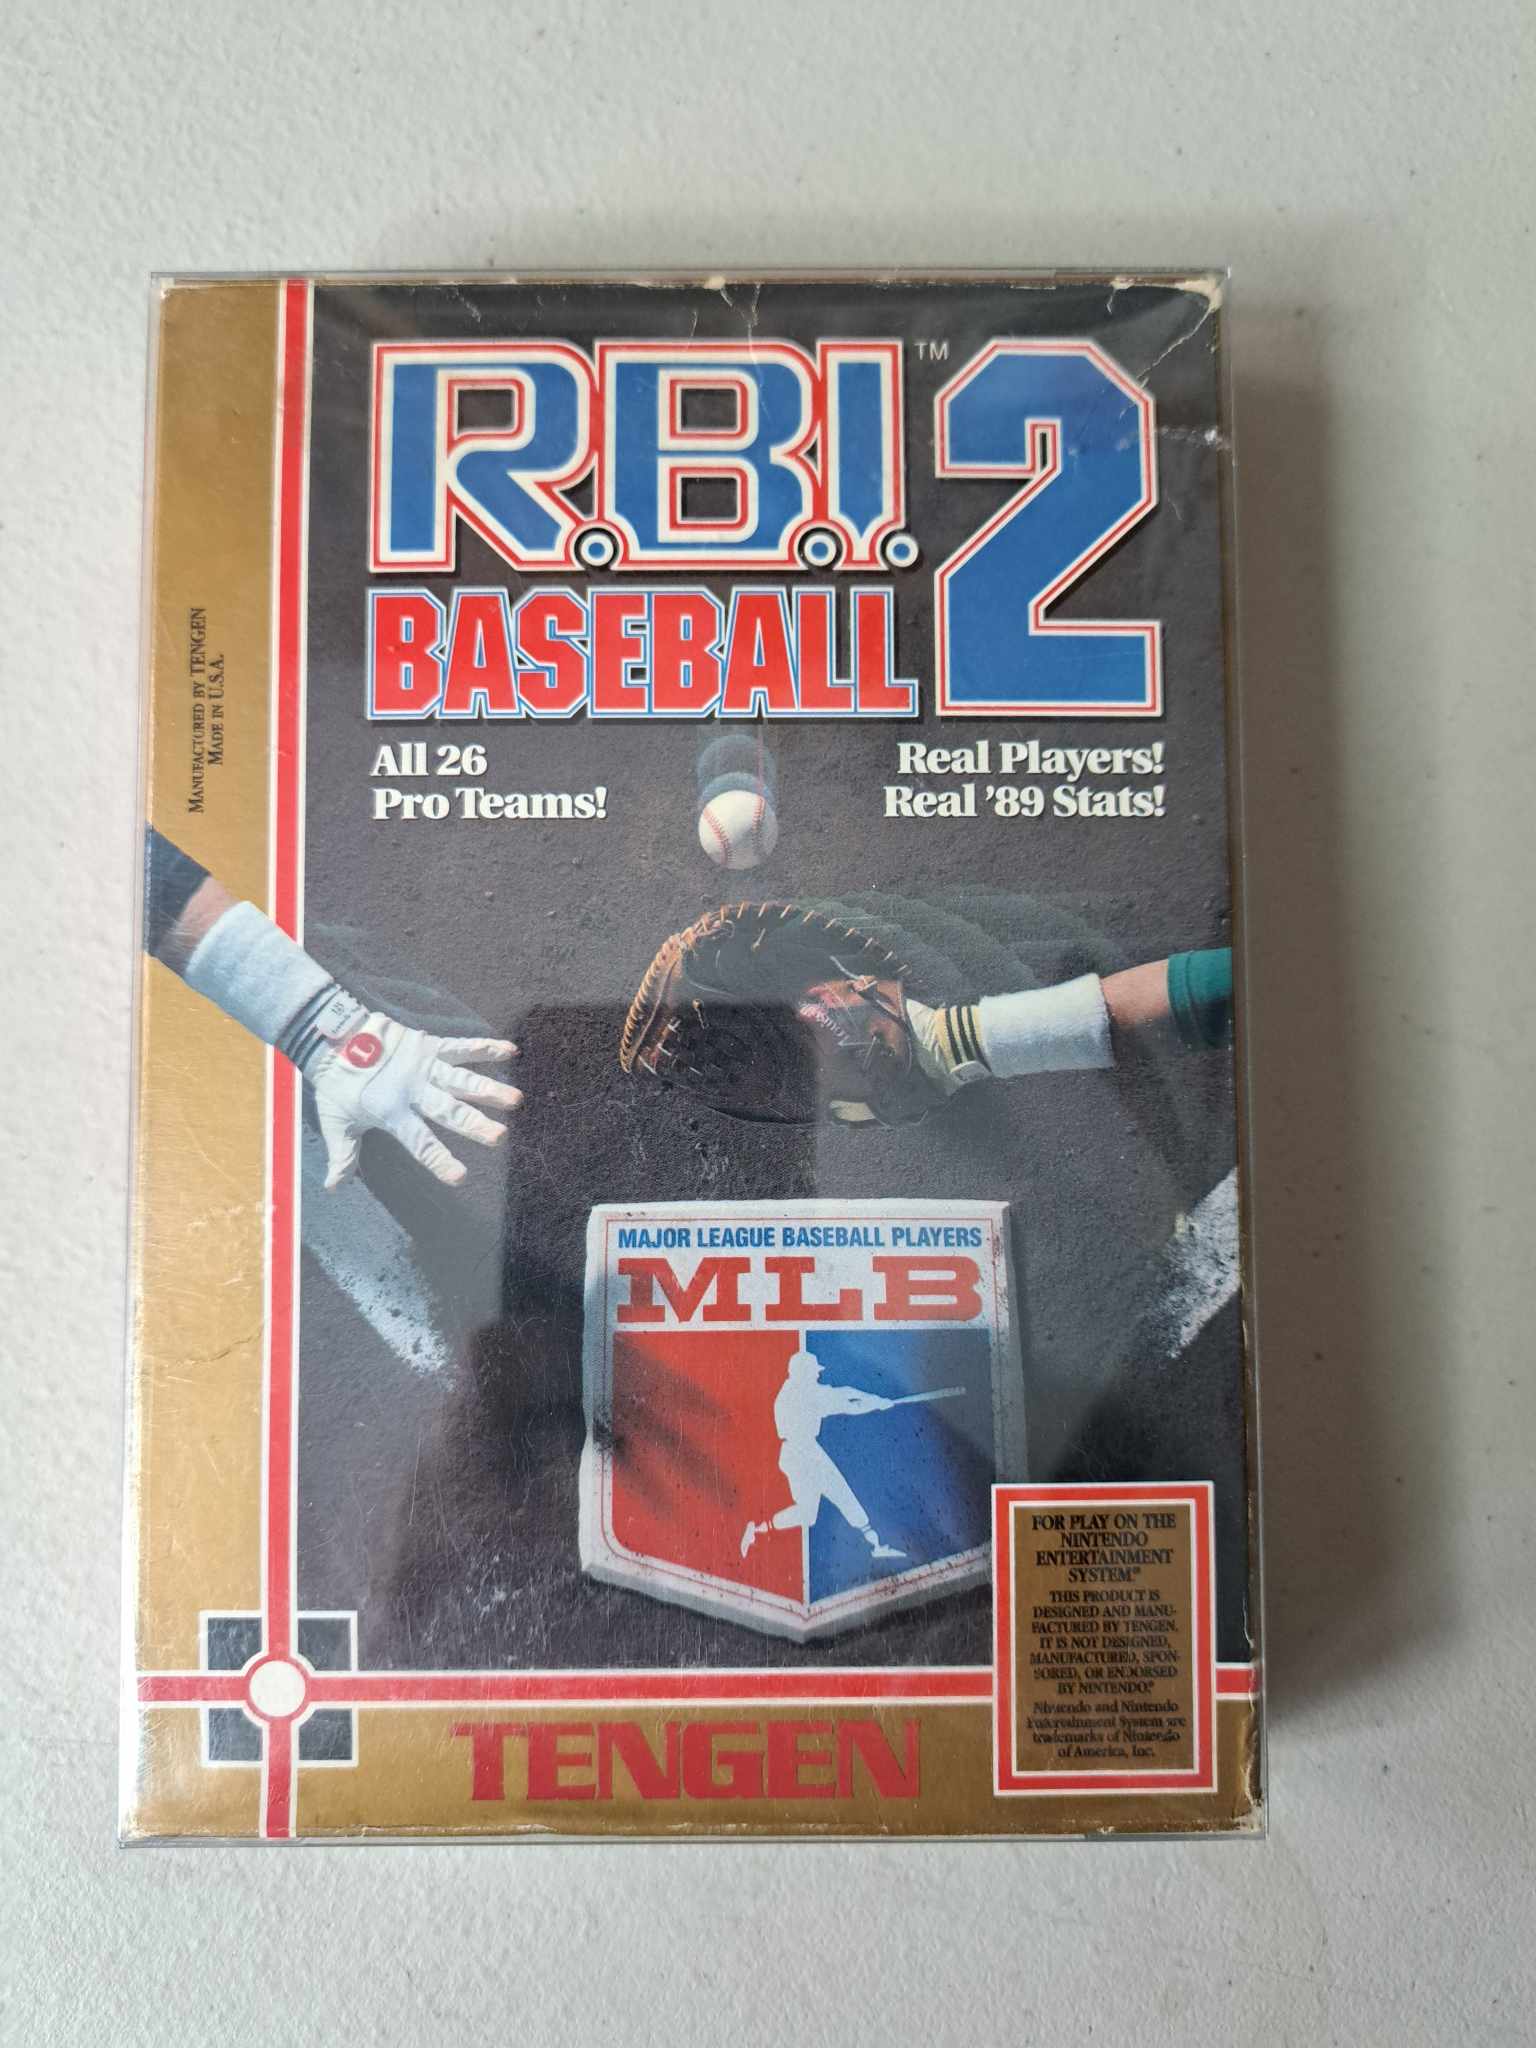 R.B.I.™ 2
BASEBALL
All 26
Pro Teams!
Real Players!
Real '89 Stats!
MANUFACTURED BY TENGEN
MADE IN U.S.A.
L
MAJOR LEAGUE BASEBALL PLAYERS
MLB
FOR PLAY ON THE
NINTENDO
ENTERTAINMENT
SYSTEM®
THIS PRODUCT IS
DESIGNED AND MANU-
FACTURED BY TENGEN.
IT IS NOT DESIGNED,
MANUFACTURED, SPON-
SORED, OR ENDORSED
BY NINTENDO®
Nintendo and Nintendo
Entertainment System are
trademarks of Nintendo
of America, Inc.
TENGEN